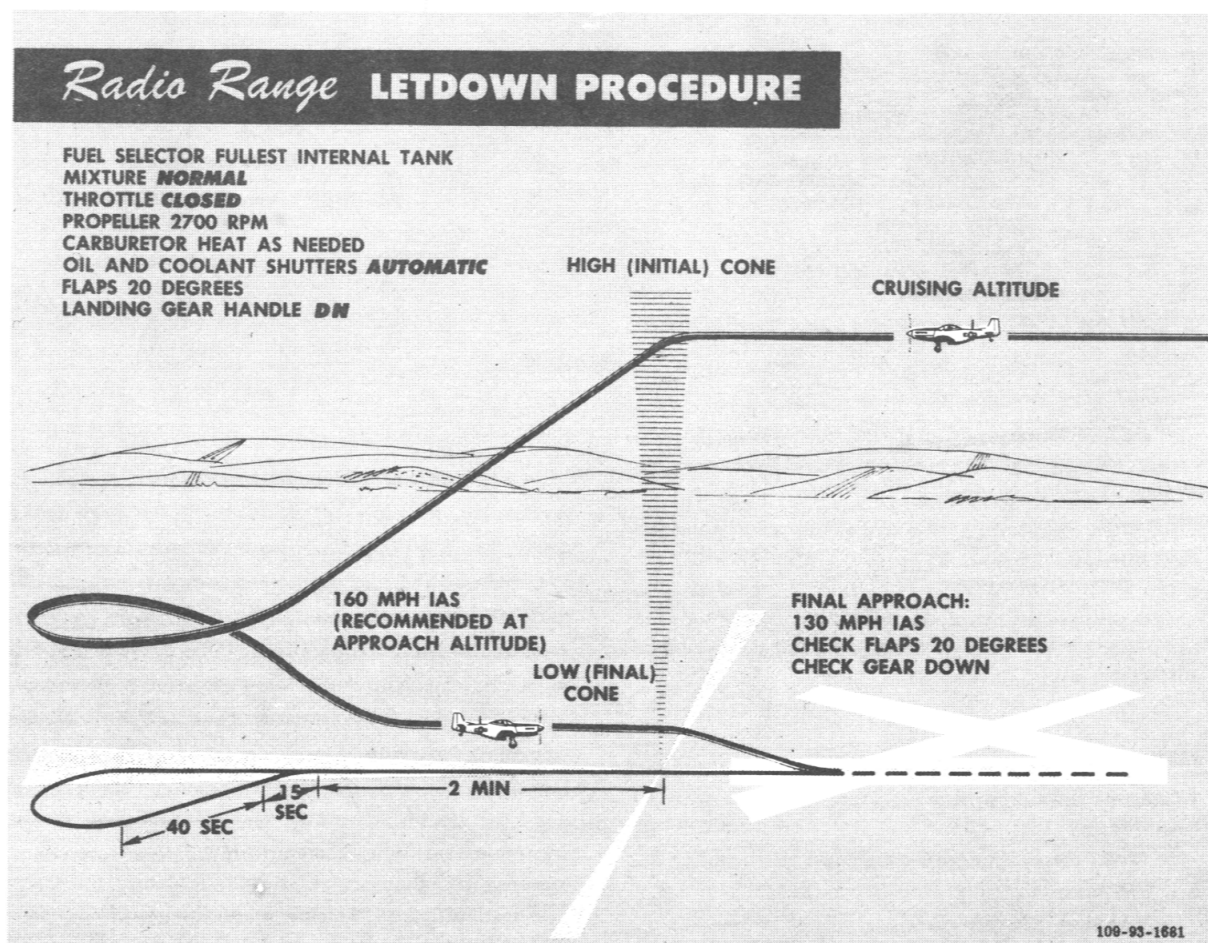 Radio Range LETDOWN PROCEDURE
FUEL SELECTOR FULLEST INTERNAL TANK
MIXTURE NORMAL
THROTTLE CLOSED
PROPELLER 2700 RPM
CARBURETOR HEAT AS NEEDED
OIL AND COOLANT SHUTTERS AUTOMATIC
FLAPS 20 DEGREES
LANDING GEAR HANDLE DN
HIGH (INITIAL) CONE
CRUISING ALTITUDE
160 MPH IAS
(RECOMMENDED AT
APPROACH ALTITUDE)
FINAL APPROACH:
130 MPH IAS
CHECK FLAPS 20 DEGREES
CHECK GEAR DOWN
LOW (FINAL)
CONE
2 MIN
15
SEC
40 SEC
109-93-1661